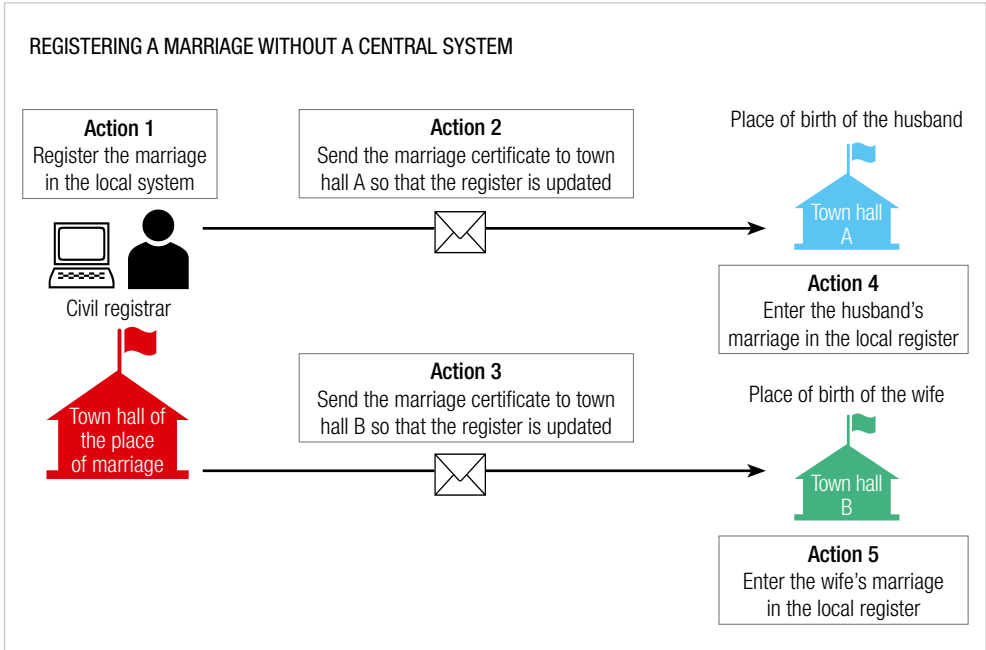 REGISTERING A MARRIAGE WITHOUT A CENTRAL SYSTEM
Action 1
Register the marriage
in the local system
Civil registrar
Town hall of
the place
of marriage
Action 2
Send the marriage certificate to town
hall A so that the register is updated
Place of birth of the husband
Town hall
A
Action 4
Enter the husband's
marriage in the local register
Action 3
Send the marriage certificate to town
hall B so that the register is updated
Place of birth of the wife
Town hall
B
Action 5
Enter the wife's marriage
in the local register